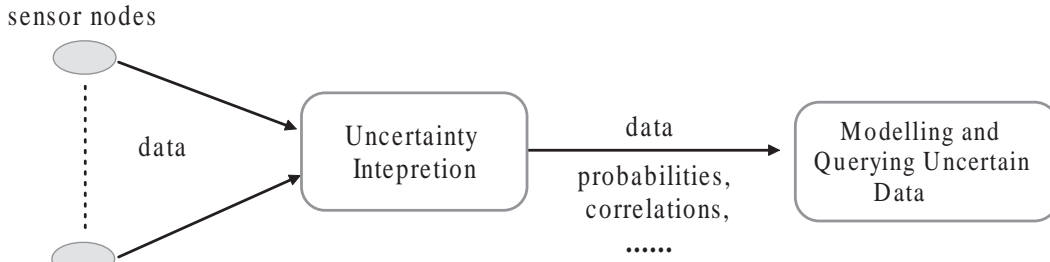 sensor nodes
data
Uncertainty
Intepretion
data
probabilities,
correlations,
......
Modelling and
Querying Uncertain
Data